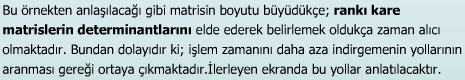 Bu örnekten anlaşılacağı gibi matrisin boyutu büyüdükçe; rankı kare
matrislerin determinantlarını elde ederek belirlemek oldukça zaman alıcı
olmaktadır. Bundan dolayıdır ki; işlem zamanını daha aza indirgemenin yollarının
aranması gereği ortaya çıkmaktadır.İlerleyen ekranda bu yollar anlatılacaktır.